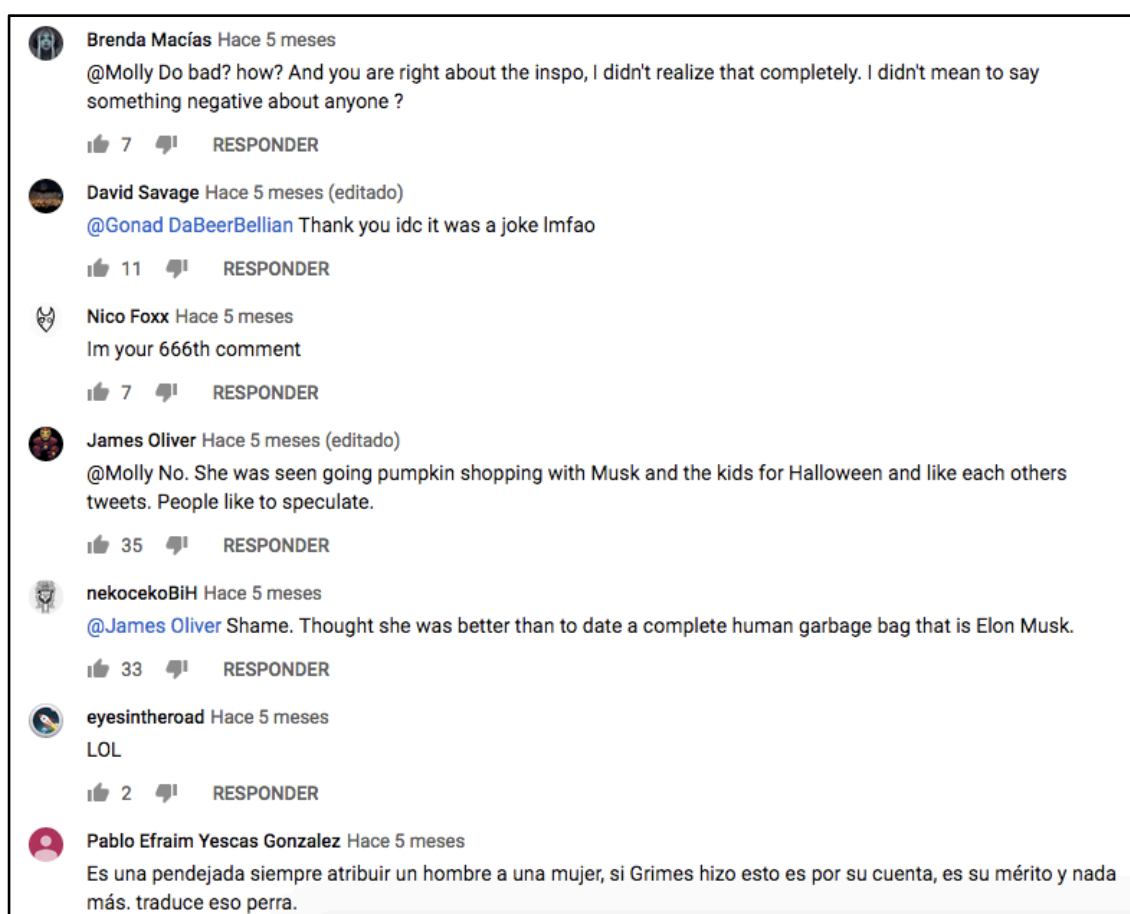 Brenda Macías Hace 5 meses
@Molly Do bad? how? And you are right about the inspo, I didn't realize that completely. I didn't mean to say
something negative about anyone ?
7 RESPONDER
David Savage Hace 5 meses (editado)
@Gonad DaBeerBellian Thank you idc it was a joke lmfao
11 RESPONDER
Nico Foxx Hace 5 meses
Im your 666th comment
7 RESPONDER
James Oliver Hace 5 meses (editado)
@Molly No. She was seen going pumpkin shopping with Musk and the kids for Halloween and like each others
tweets. People like to speculate.
35 RESPONDER
nekocekoBiH Hace 5 meses
@James Oliver Shame. Thought she was better than to date a complete human garbage bag that is Elon Musk.
33 RESPONDER
eyesintheroad Hace 5 meses
LOL
2 RESPONDER
Pablo Efraim Yescas Gonzalez Hace 5 meses
Es una pendejada siempre atribuir un hombre a una mujer, si Grimes hizo esto es por su cuenta, es su mérito y nada
más. traduce eso perra.